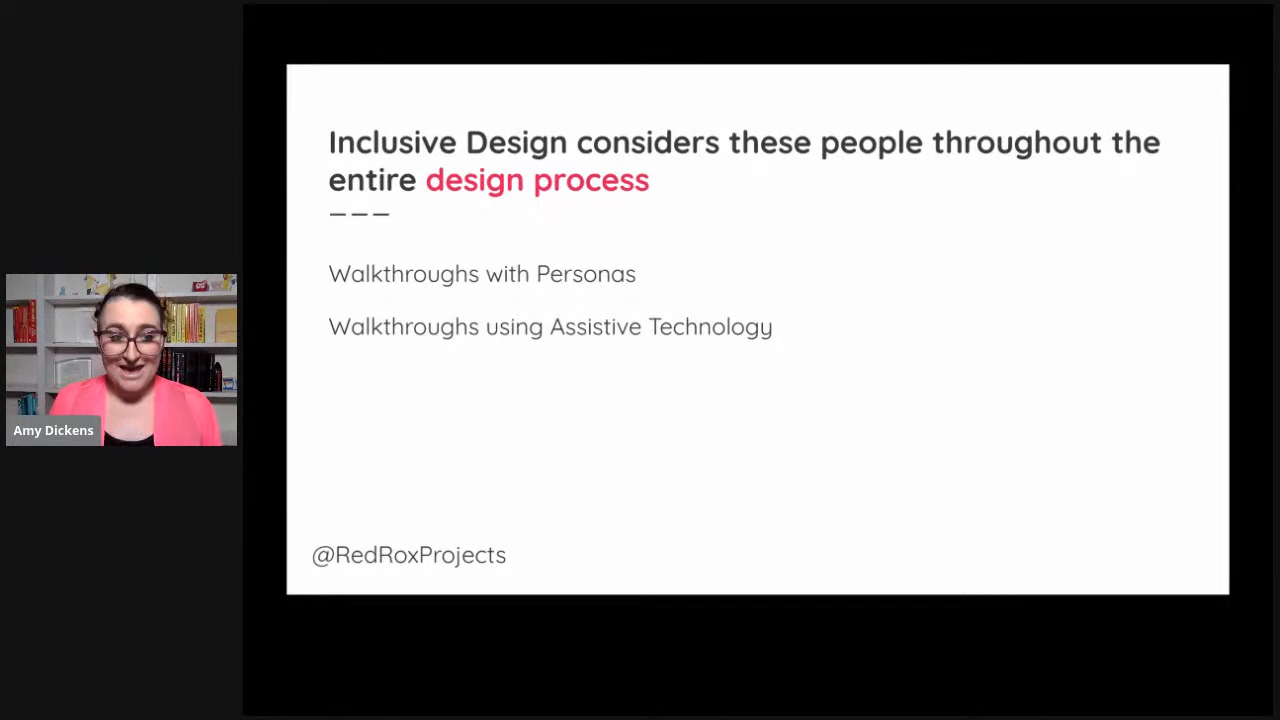 Inclusive Design considers these people throughout the
entire design process
Walkthroughs with Personas
Walkthroughs using Assistive Technology
@RedRoxProjects
Amy Dickens